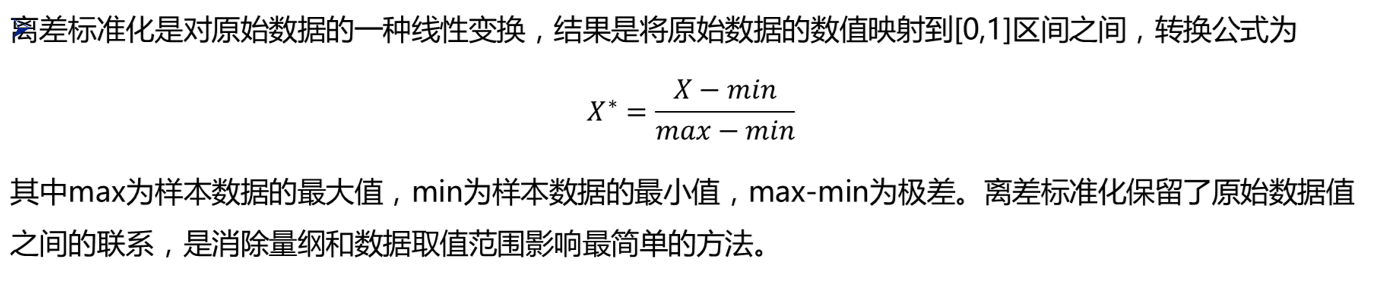 离差标准化是对原始数据的一种线性变换，结果是将原始数据的数值映射到[0,1]区间之间，转换公式为
X* = (X − min) / (max − min)
其中max为样本数据的最大值，min为样本数据的最小值，max-min为极差。离差标准化保留了原始数据值
之间的联系，是消除量纲和数据取值范围影响最简单的方法。